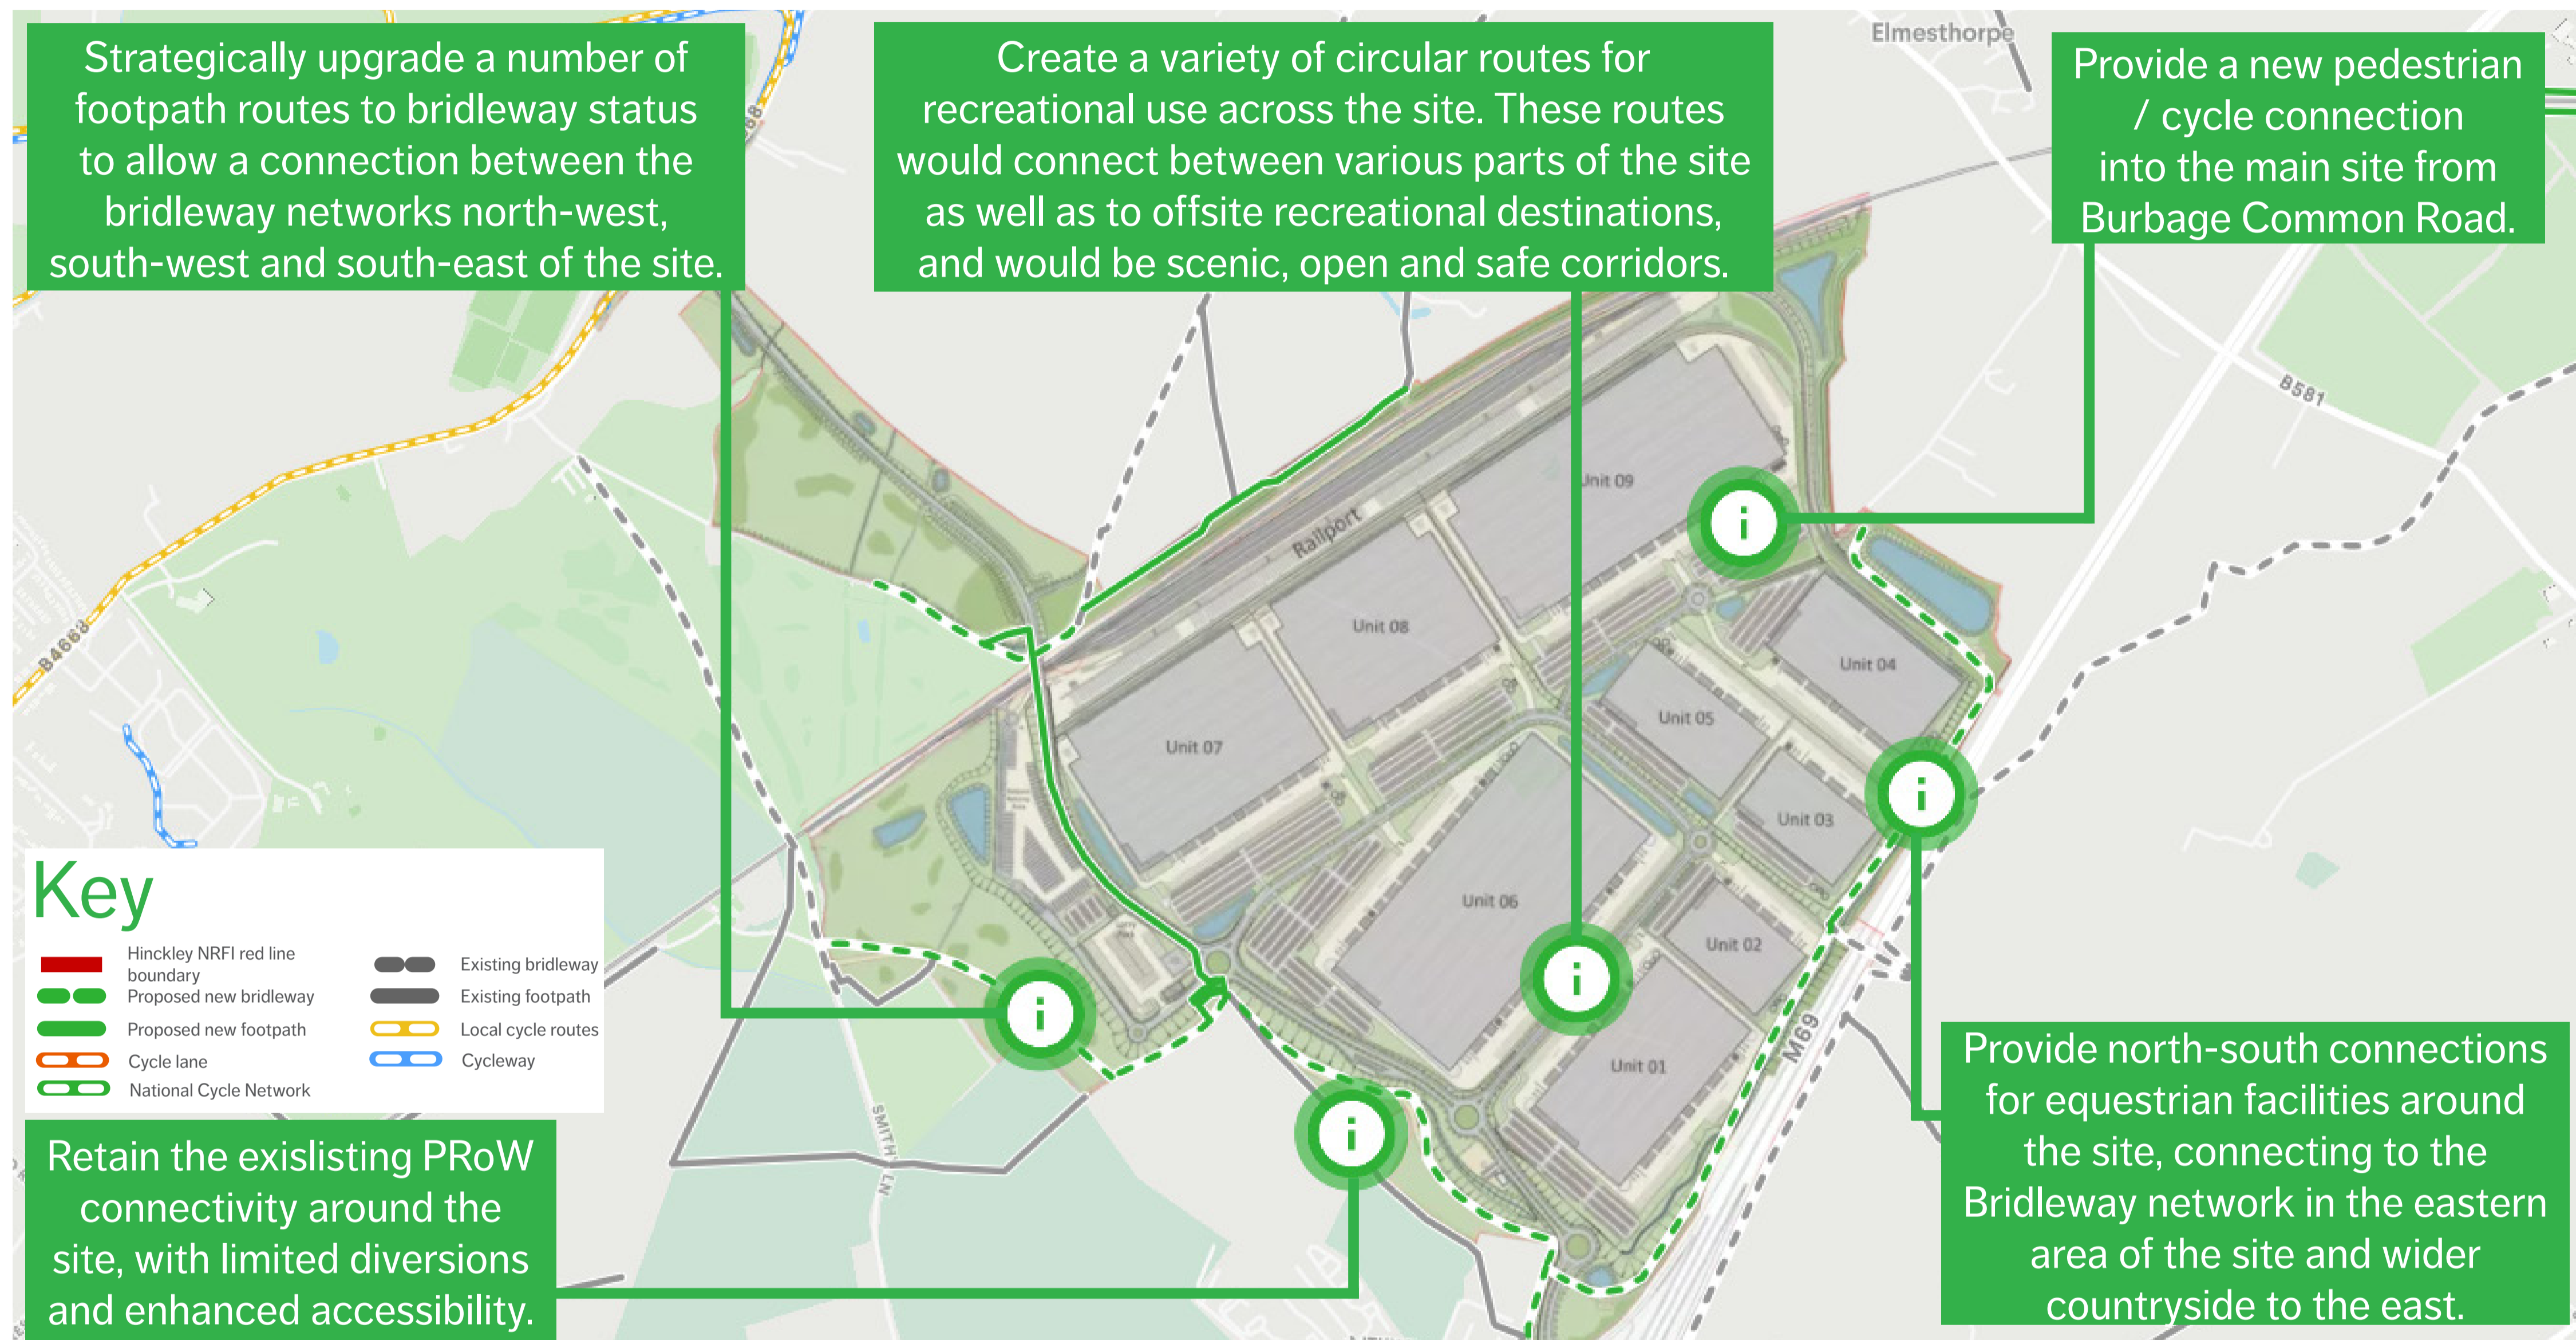 Strategically upgrade a number of
footpath routes to bridleway status
to allow a connection between the
bridleway networks north-west,
south-west and south-east of the site.
Create a variety of circular routes for
recreational use across the site. These routes
would connect between various parts of the site
as well as to offsite recreational destinations,
and would be scenic, open and safe corridors.
Elmesthorpe
Provide a new pedestrian
/ cycle connection
into the main site from
Burbage Common Road.
B581
Railport
Unit 09
Unit 08
Unit 07
Unit 04
Unit 05
Unit 03
Unit 06
Unit 02
Unit 01
i
i
i
i
i
B4668
M69
SMITH LN
Key
Hinckley NRFI red line
boundary
Proposed new bridleway
Proposed new footpath
Cycle lane
National Cycle Network
Existing bridleway
Existing footpath
Local cycle routes
Cycleway
Retain the exislisting PRoW
connectivity around the
site, with limited diversions
and enhanced accessibility.
Provide north-south connections
for equestrian facilities around
the site, connecting to the
Bridleway network in the eastern
area of the site and wider
countryside to the east.